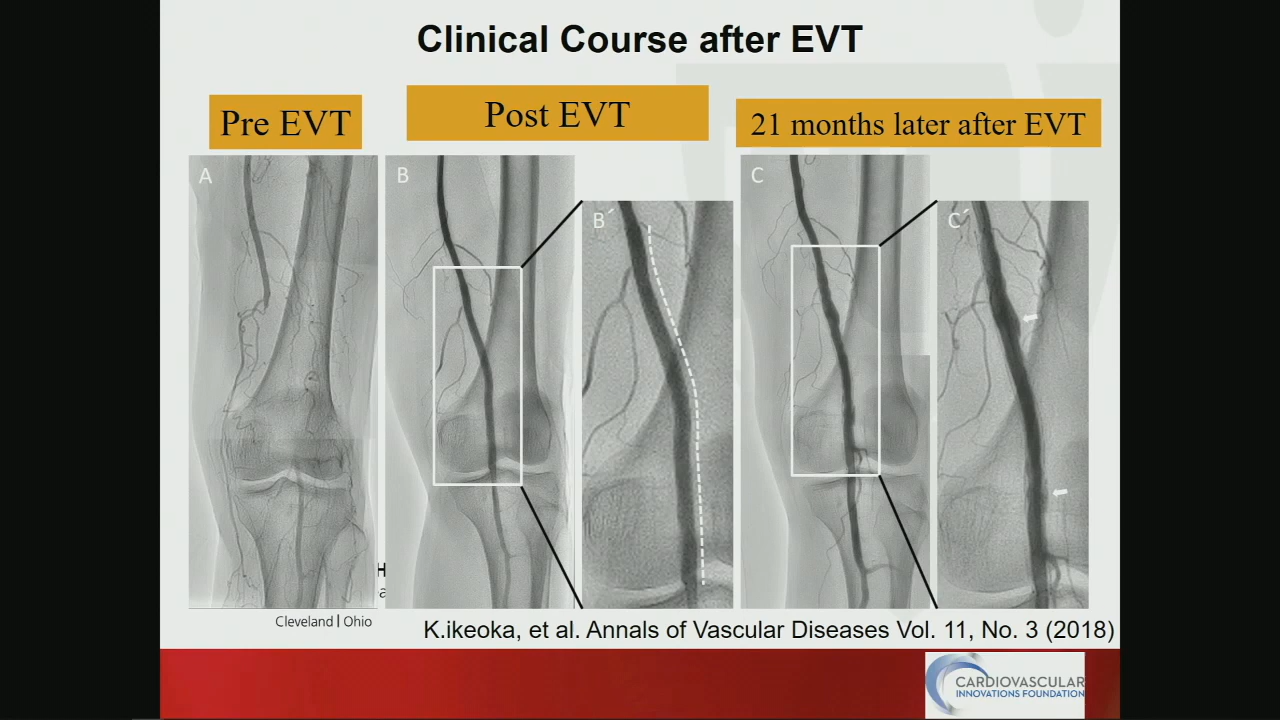 Clinical Course after EVT
Pre EVT
Post EVT
21 months later after EVT
A
B
B´
C
C´
H
a
Cleveland | Ohio
K.ikeoka, et al. Annals of Vascular Diseases Vol. 11, No. 3 (2018)
CARDIOVASCULAR
INNOVATIONS FOUNDATION